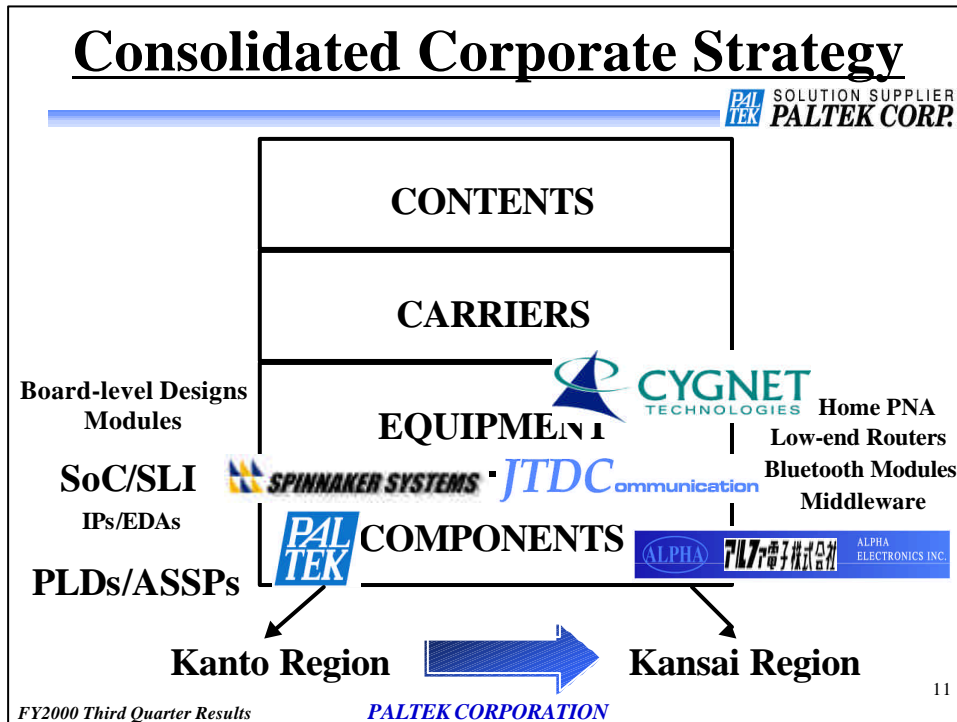 Consolidated Corporate Strategy
PAL
TEK
SOLUTION SUPPLIER
PALTEK CORP.
CONTENTS
CARRIERS
CYGNET
TECHNOLOGIES
Board-level Designs
Modules
EQUIPMENT
Home PNA
Low-end Routers
Bluetooth Modules
Middleware
SoC/SLI
IPs/EDAs
SPINNAKER SYSTEMS
JTDCommunication
PAL
TEK
COMPONENTS
ALPHA
アルファ電子株式会社
ALPHA
ELECTRONICS INC.
PLDs/ASSPs
Kanto Region
Kansai Region
11
FY2000 Third Quarter Results
PALTEK CORPORATION